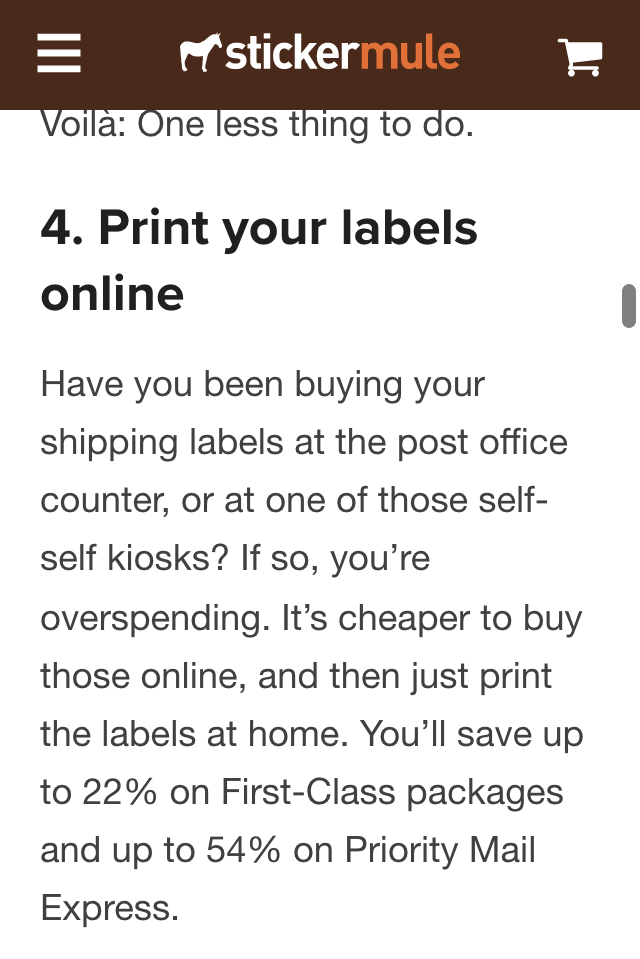 stickermule
Voilà: One less thing to do.
4. Print your labels
online
Have you been buying your
shipping labels at the post office
counter, or at one of those self-
self kiosks? If so, you’re
overspending. It’s cheaper to buy
those online, and then just print
the labels at home. You’ll save up
to 22% on First-Class packages
and up to 54% on Priority Mail
Express.